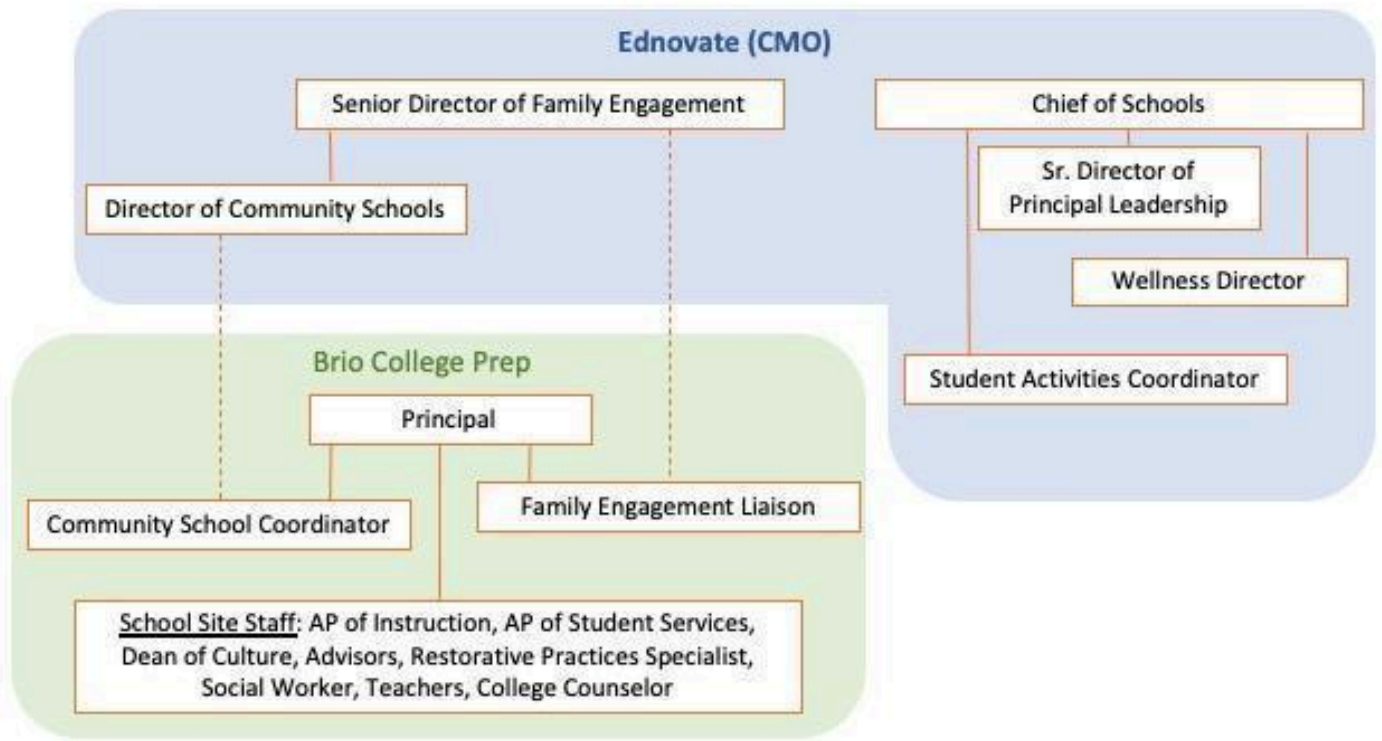 Ednovate (CMO)
Senior Director of Family Engagement
Chief of Schools
Sr. Director of
Principal Leadership
Director of Community Schools
Wellness Director
Student Activities Coordinator
Brio College Prep
Principal
Community School Coordinator
Family Engagement Liaison
School Site Staff: AP of Instruction, AP of Student Services,
Dean of Culture, Advisors, Restorative Practices Specialist,
Social Worker, Teachers, College Counselor